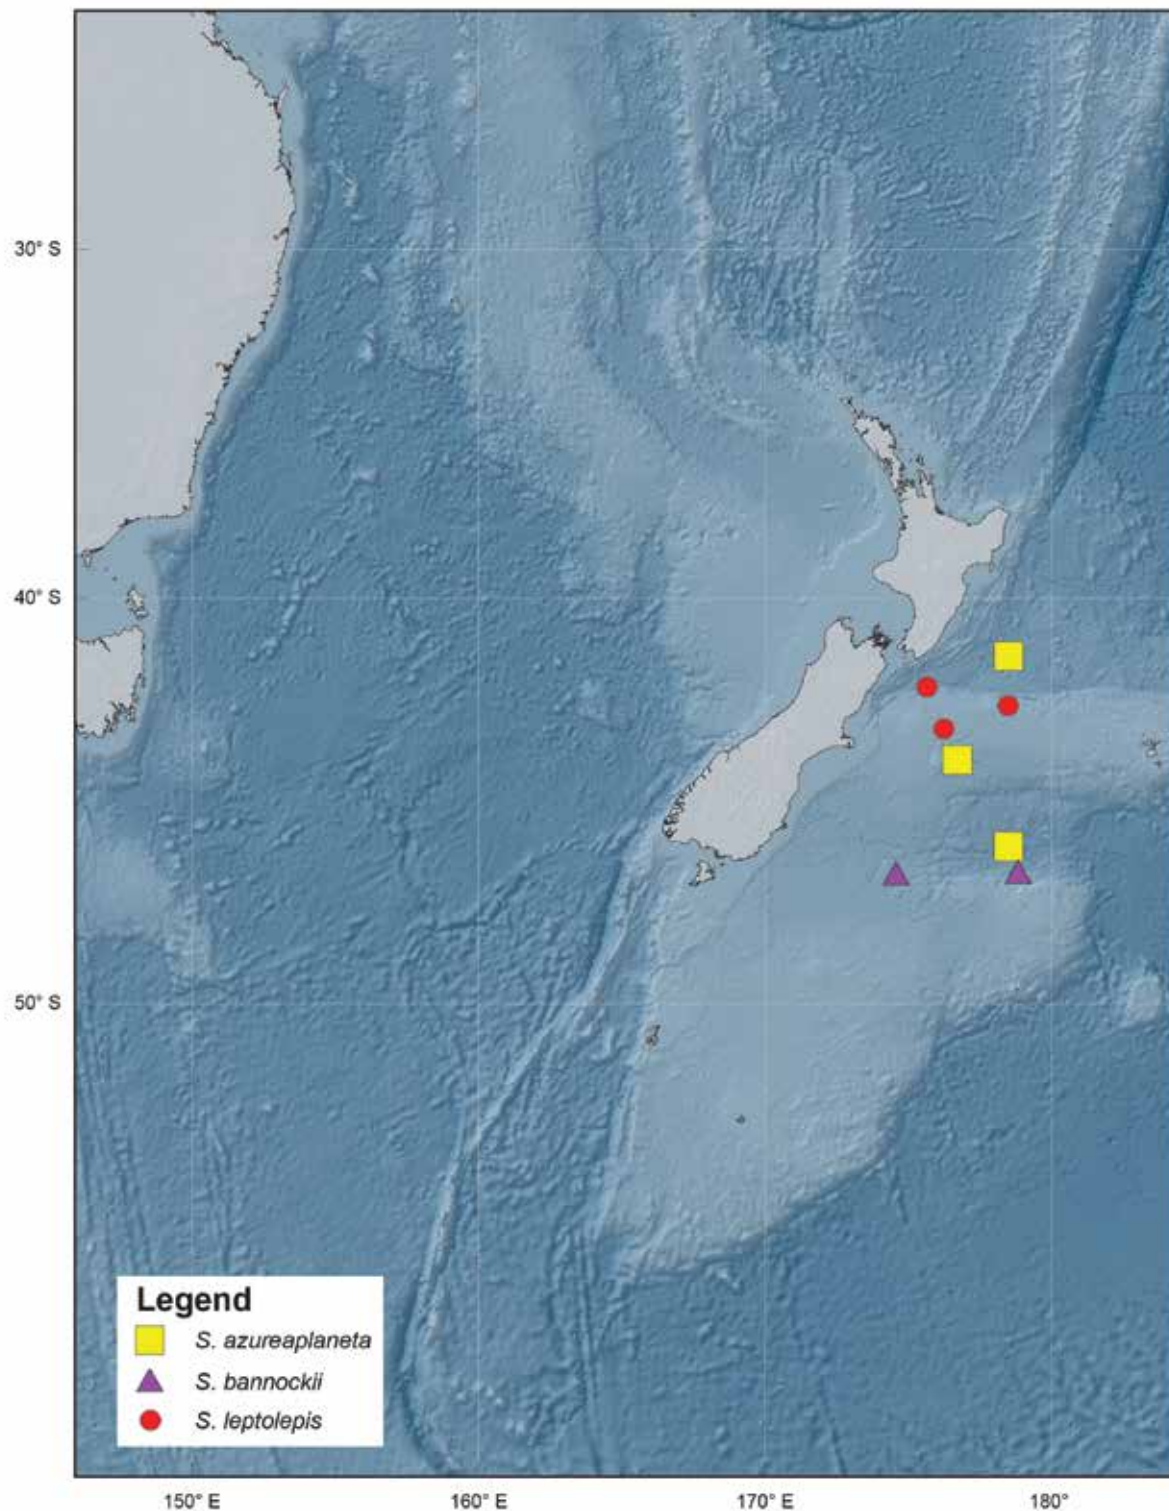 30° S
40° S
50° S
Legend
S. azureaplaneta
S. bannockii
S. leptolepis
150° E
160° E
170° E
180°